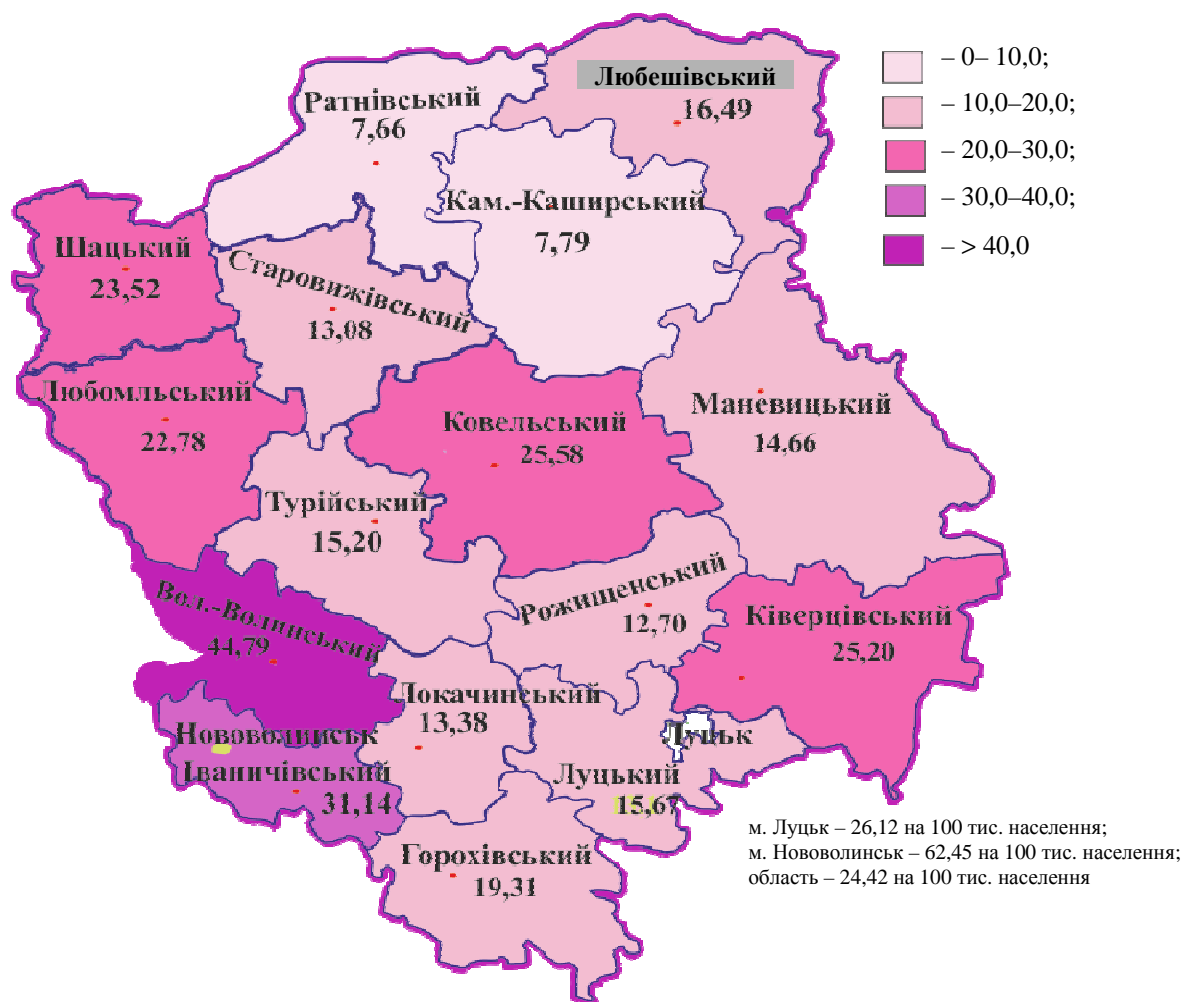 Любешівський
16,49
Ратнівський
7,66
Кам.-Каширський
7,79
Шацький
23,52
Старовижівський
13,08
Любомльський
22,78
Ковельський
25,58
Маневицький
14,66
Турійський
15,20
Рожищенський
12,70
Ківерцівський
25,20
Вол.-Волинський
44,79
Локачинський
13,38
Нововолинськ
Іваничівський
31,14
Луцьк
Луцький
15,67
Горохівський
19,31
– 0– 10,0;
– 10,0–20,0;
– 20,0–30,0;
– 30,0–40,0;
– > 40,0
м. Луцьк – 26,12 на 100 тис. населення;
м. Нововолинськ – 62,45 на 100 тис. населення;
область – 24,42 на 100 тис. населення